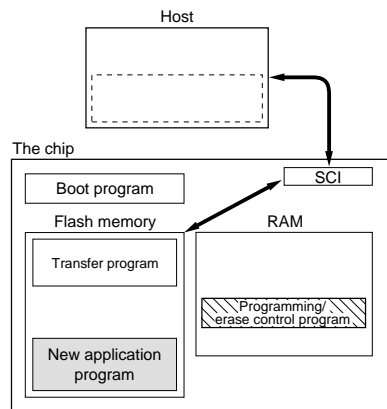 Host
The chip
SCI
Boot program
Flash memory
RAM
Transfer program
Programming/
erase control program
New application
program